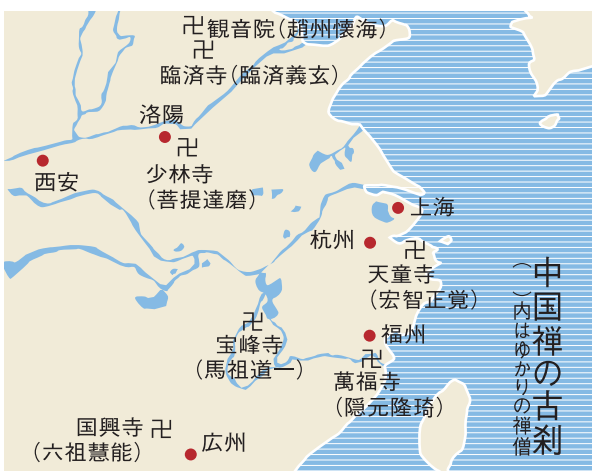 中国禅の古刹
（　）内はゆかりの禅僧
卍観音院（趙州懐海）
卍
臨済寺（臨済義玄）
洛陽
卍
少林寺
（菩提達磨）
西安
上海
杭州
卍
天童寺
（宏智正覚）
卍
宝峰寺
（馬祖道一）
福州
卍
萬福寺
（隠元隆琦）
国興寺 卍
（六祖慧能）
広州